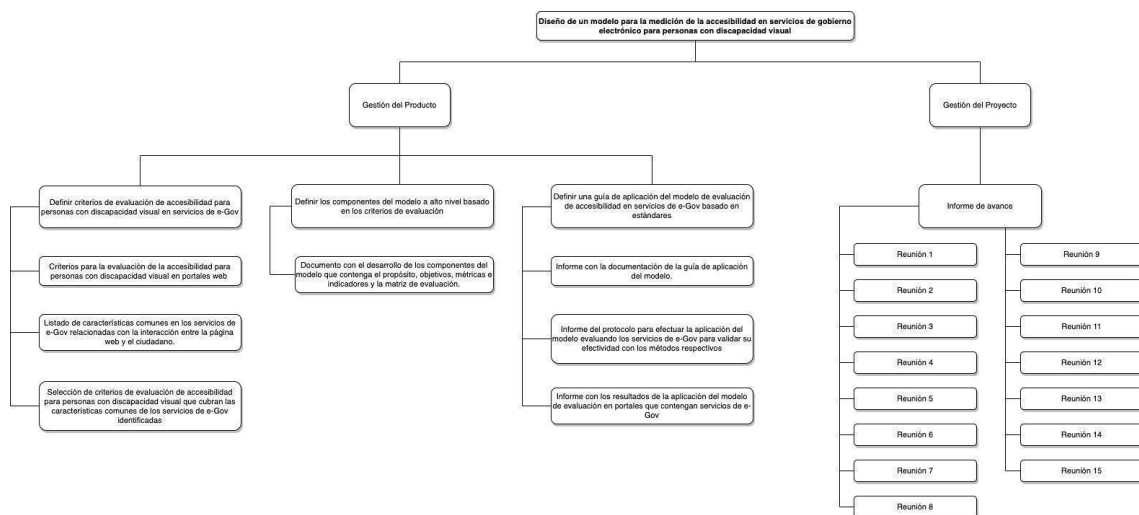 Diseño de un modelo para la medición de la accesibilidad en servicios de gobierno
electrónico para personas con discapacidad visual
Gestión del Producto
Gestión del Proyecto
Definir criterios de evaluación de accesibilidad para
personas con discapacidad visual en servicios de e-Gov
Criterios para la evaluación de la accesibilidad para
personas con discapacidad visual en portales web
Listado de características comunes en los servicios de
e-Gov relacionadas con la interacción entre la página
web y el ciudadano.
Selección de criterios de evaluación de accesibilidad
para personas con discapacidad visual que cubran las
características comunes de los servicios de e-Gov
identificadas
Definir los componentes del modelo a alto nivel basado
en los criterios de evaluación
Documento con el desarrollo de los componentes del
modelo que contenga el propósito, objetivos, métricas e
indicadores y la matriz de evaluación.
Definir una guía de aplicación del modelo de evaluación
de accesibilidad en servicios de e-Gov basado en
estándares
Informe con la documentación de la guía de aplicación
del modelo.
Informe del protocolo para efectuar la aplicación del
modelo evaluando los servicios de e-Gov para validar su
efectividad con los métodos respectivos
Informe con los resultados de la aplicación del modelo
de evaluación en portales que contengan servicios de e-
Gov
Informe de avance
Reunión 1
Reunión 2
Reunión 3
Reunión 4
Reunión 5
Reunión 6
Reunión 7
Reunión 8
Reunión 9
Reunión 10
Reunión 11
Reunión 12
Reunión 13
Reunión 14
Reunión 15